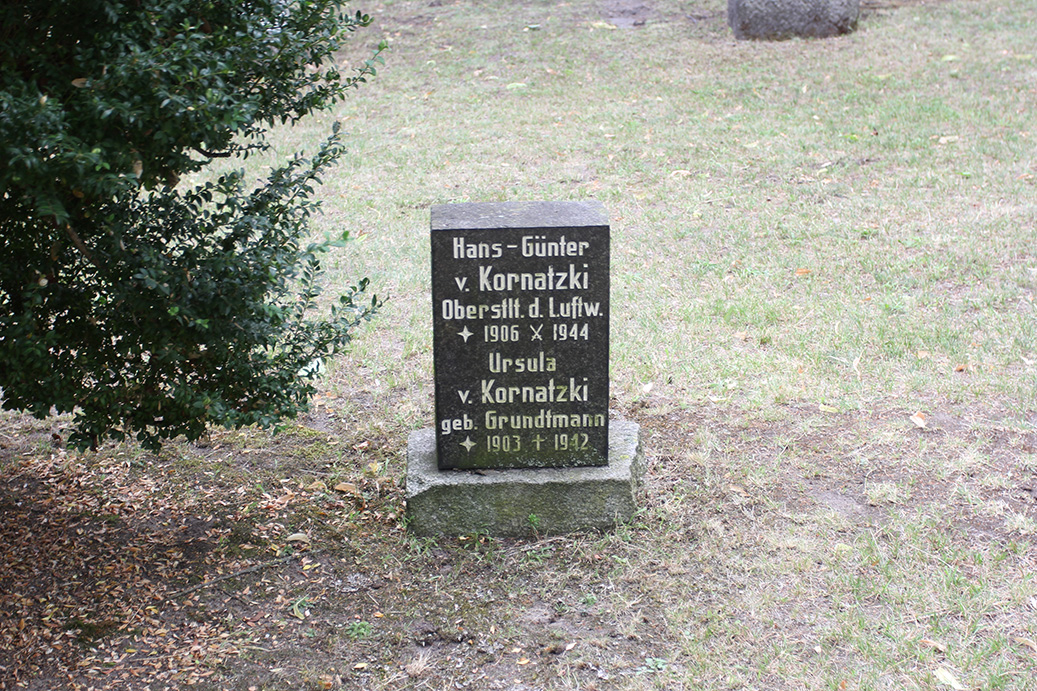 Hans-Günter
v. Kornatzki
Oberstlt. d. Luftw.
✦ 1906 ⚔ 1944
Ursula
v. Kornatzki
geb. Grundtmann
✦ 1903 ✝ 1942